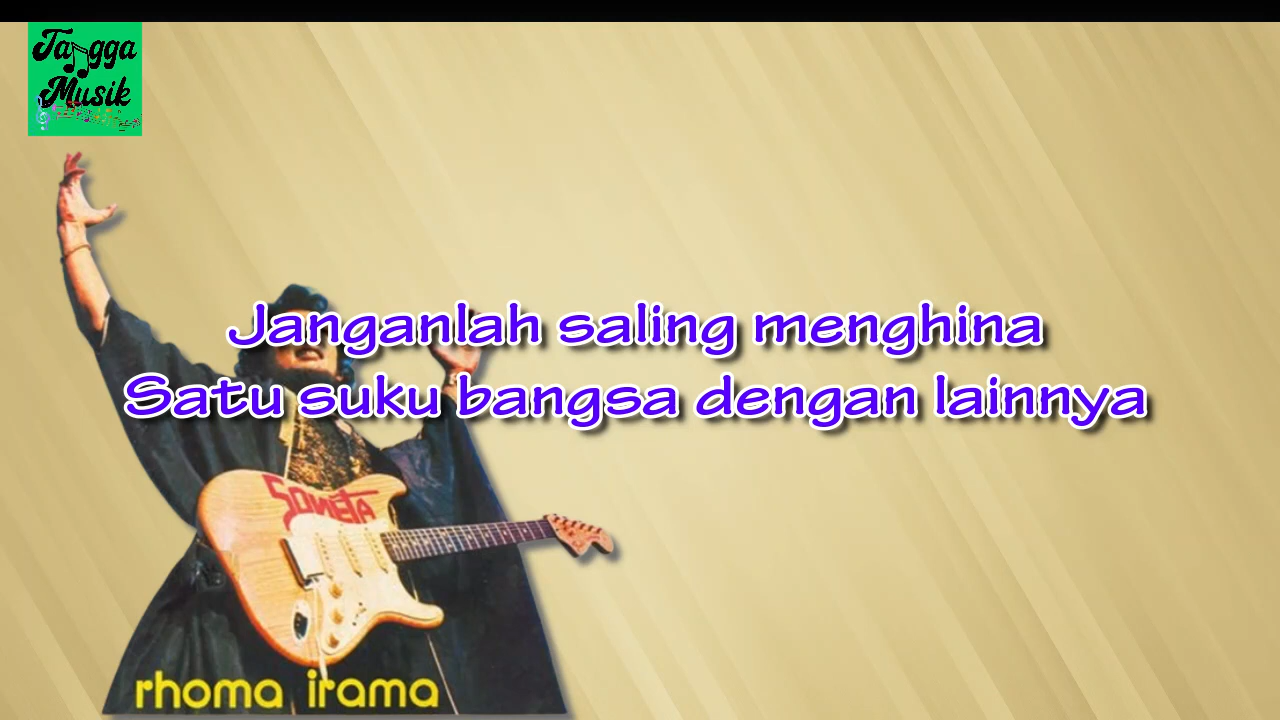 Tangga
Musik
Janganlah saling menghina
Satu suku bangsa dengan lainnya
SONETA
rhoma irama